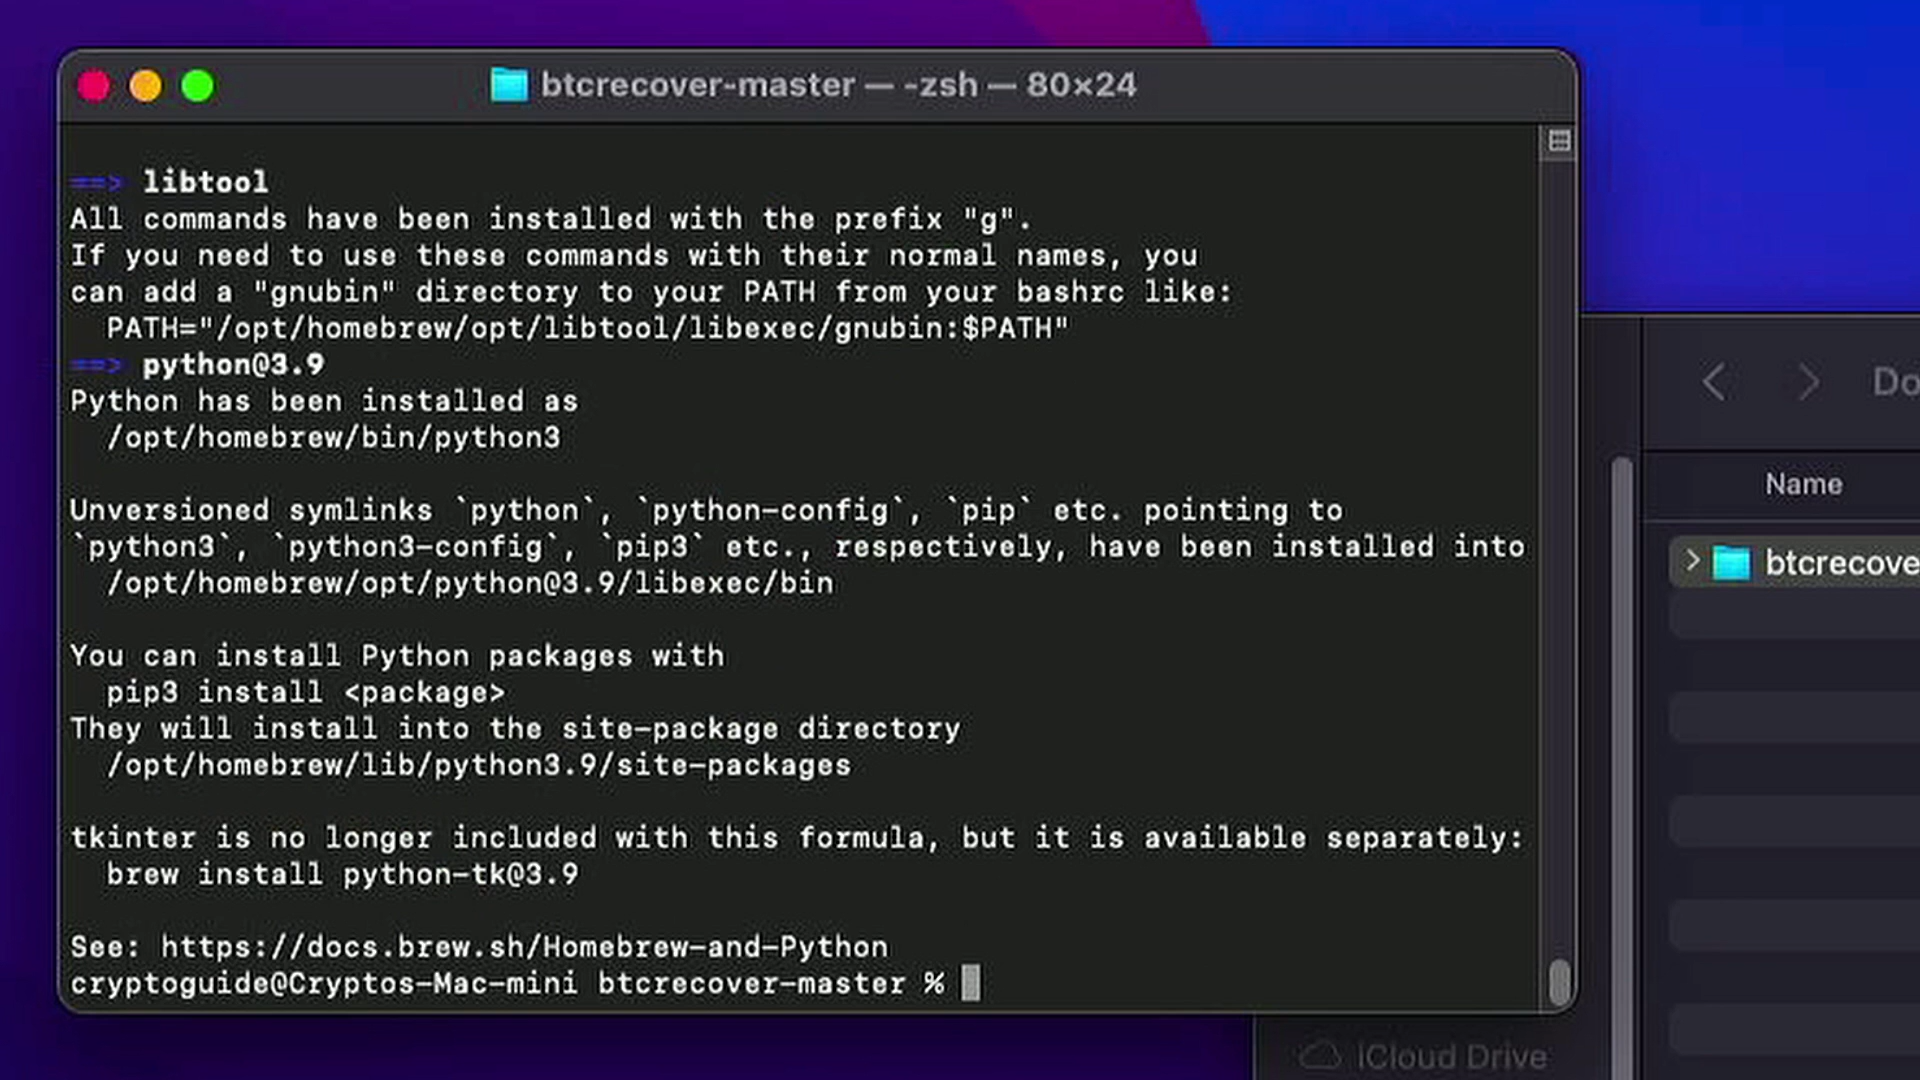 btcrecover-master — -zsh — 80×24
==> libtool
All commands have been installed with the prefix "g".
If you need to use these commands with their normal names, you
can add a "gnubin" directory to your PATH from your bashrc like:
  PATH="/opt/homebrew/opt/libtool/libexec/gnubin:$PATH"
==> python@3.9
Python has been installed as
  /opt/homebrew/bin/python3
Unversioned symlinks `python`, `python-config`, `pip` etc. pointing to
`python3`, `python3-config`, `pip3` etc., respectively, have been installed into
  /opt/homebrew/opt/python@3.9/libexec/bin
You can install Python packages with
  pip3 install <package>
They will install into the site-package directory
  /opt/homebrew/lib/python3.9/site-packages
tkinter is no longer included with this formula, but it is available separately:
  brew install python-tk@3.9
See: https://docs.brew.sh/Homebrew-and-Python
cryptoguide@Cryptos-Mac-mini btcrecover-master %
Do
Name
btcrecove
iCloud Drive